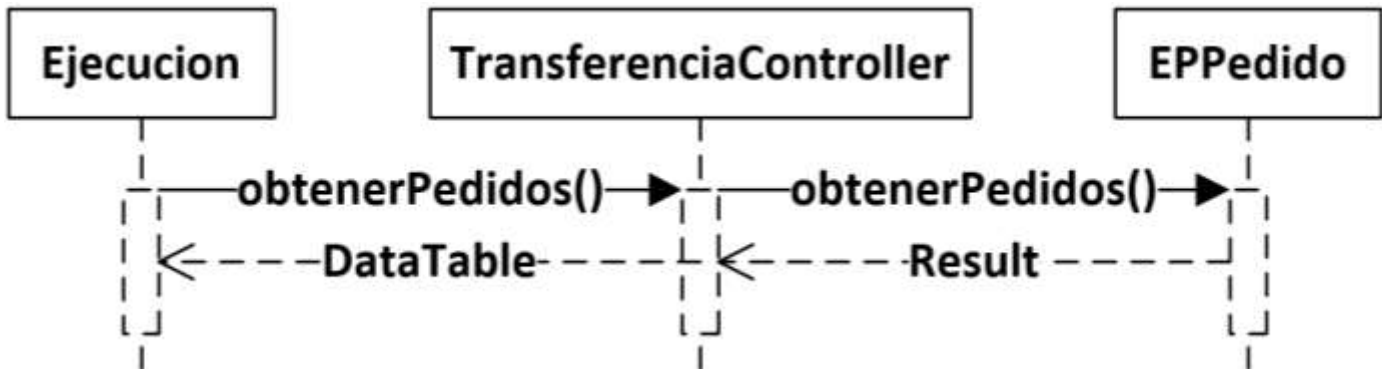 Ejecucion
TransferenciaController
EPPedido
obtenerPedidos()
obtenerPedidos()
DataTable
Result